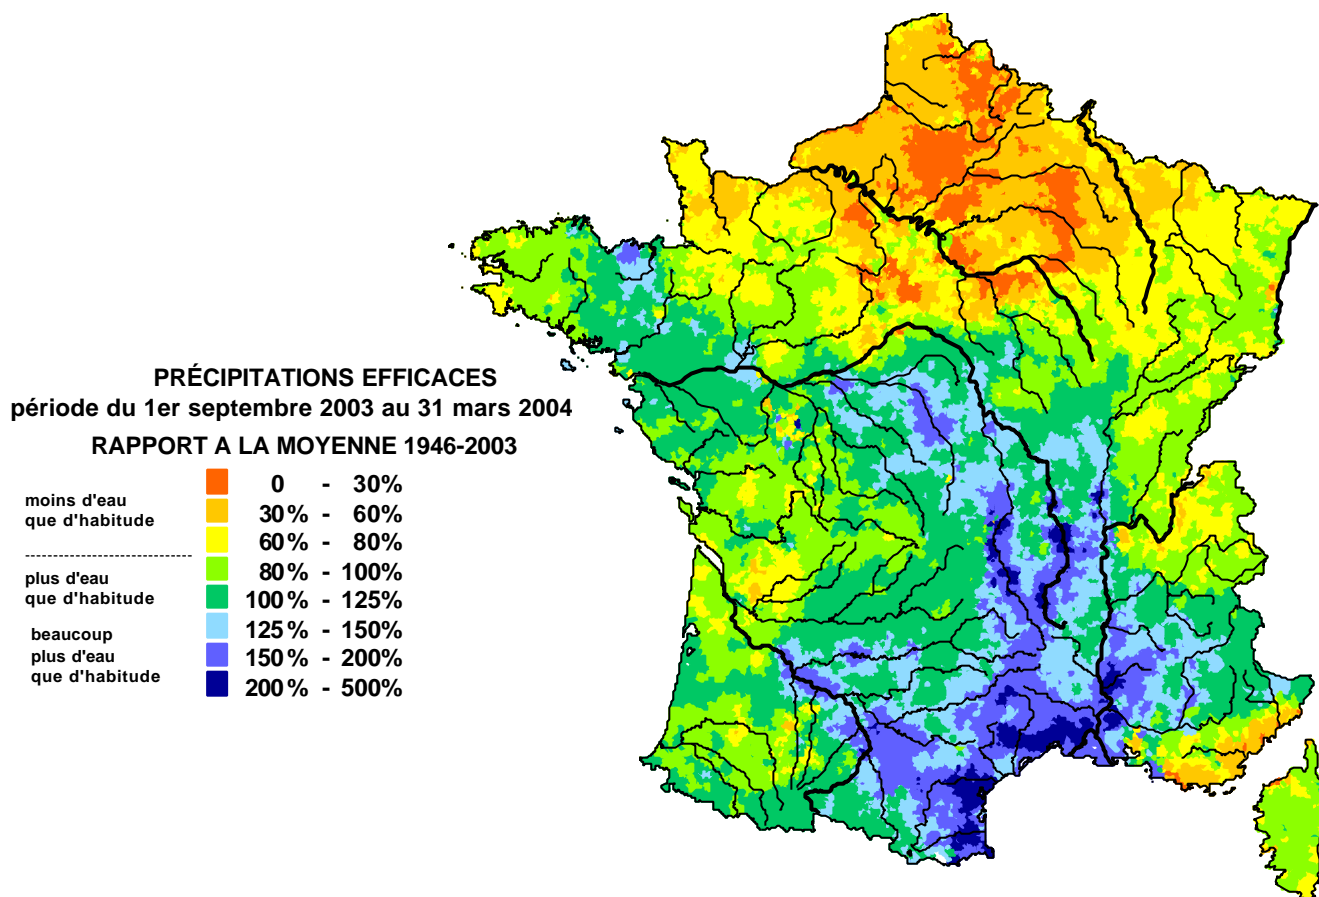 PRÉCIPITATIONS EFFICACES
période du 1er septembre 2003 au 31 mars 2004
RAPPORT A LA MOYENNE 1946-2003
moins d'eau
que d'habitude
----------------------------
plus d'eau
que d'habitude
beaucoup
plus d'eau
que d'habitude
0 - 30%
30% - 60%
60% - 80%
80% - 100%
100% - 125%
125% - 150%
150% - 200%
200% - 500%